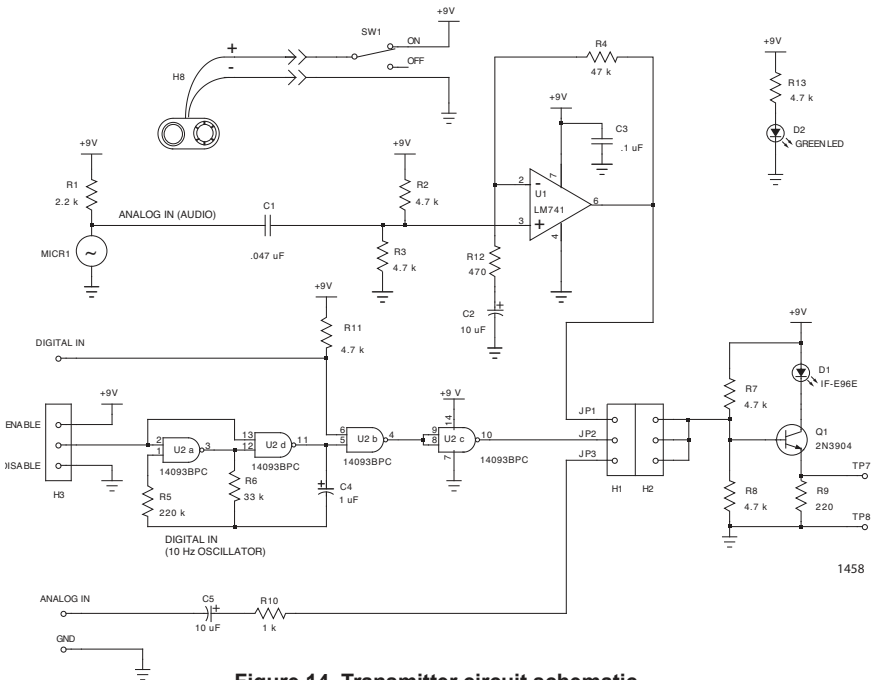 +9V
SW1
ON
OFF
+
-
H8
R4
47 k
+9V
R13
4.7 k
D2
GREEN LED
+9V
C3
.1 uF
7
2
-
U1
LM741
6
3
+
4
+9V
R1
2.2 k
ANALOG IN (AUDIO)
C1
.047 uF
MICR1
~
+9V
R2
4.7 k
R3
4.7 k
R12
470
C2
+
10 uF
+9V
R11
4.7 k
DIGITAL IN
ENABLE
+9V
DISABLE
H3
2
1
U2 a
3
14093BPC
13
12
U2 d
11
14093BPC
R5
220 k
R6
33 k
+
C4
1 uF
DIGITAL IN
(10 Hz OSCILLATOR)
6
5
U2 b
4
14093BPC
+9 V
14
9
8
U2 c
10
7
14093BPC
JP1
JP2
JP3
H1
H2
+9V
R7
4.7 k
D1
IF-E96E
Q1
2N3904
R8
4.7 k
R9
220
TP7
TP8
1458
ANALOG IN
C5
+
10 uF
R10
1 k
GND
Figure 14. Transmitter circuit schematic